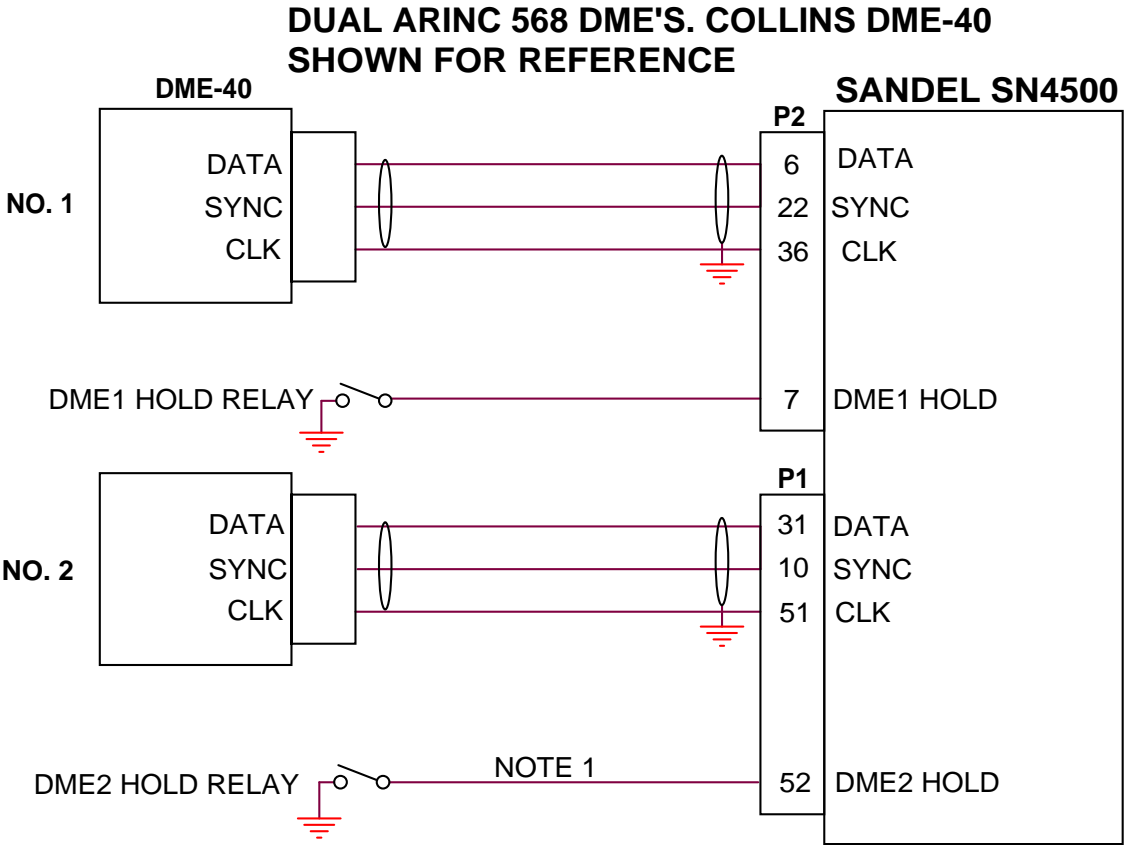 DUAL ARINC 568 DME'S. COLLINS DME-40
SHOWN FOR REFERENCE
DME-40
SANDEL SN4500
P2
NO. 1
DATA
6
DATA
SYNC
22
SYNC
CLK
36
CLK
DME1 HOLD RELAY
7
DME1 HOLD
P1
NO. 2
DATA
31
DATA
SYNC
10
SYNC
CLK
51
CLK
NOTE 1
DME2 HOLD RELAY
52
DME2 HOLD